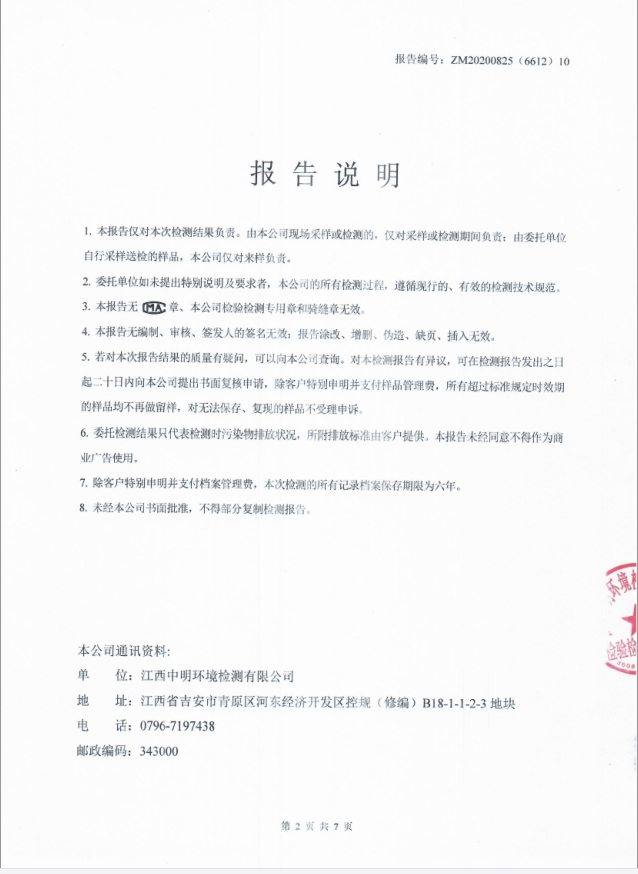 报告编号：ZM20200825（6612）10
报告说明
1. 本报告仅对本次检测结果负责。由本公司现场采样或检测的，仅对采样或检测期间负责；由委托单位
自行采样送检的样品，本公司仅对来样负责。
2. 委托单位如未提出特别说明及要求者，本公司的所有检测过程，遵循现行的、有效的检测技术规范。
3. 本报告无 MA 章、本公司检验检测专用章和骑缝章无效。
4. 本报告无编制、审核、签发人的签名无效；报告涂改、增删、伪造、缺页、插入无效。
5. 若对本次报告结果的质量有疑问，可以向本公司查询。对本检测报告有异议，可在检测报告发出之日
起二十日内向本公司提出书面复核申请，除客户特别申明并支付样品管理费，所有超过标准规定时效期
的样品均不再做留样，对无法保存、复现的样品不受理申诉。
6. 委托检测结果只代表检测时污染物排放状况，所附排放标准由客户提供。本报告未经同意不得作为商
业广告使用。
7. 除客户特别申明并支付档案管理费，本次检测的所有记录档案保存期限为六年。
8. 未经本公司书面批准，不得部分复制检测报告。
环境
检验检
本公司通讯资料:
单 位：江西中明环境检测有限公司
地 址：江西省吉安市青原区河东经济开发区控规（修编）B18-1-1-2-3 地块
电 话：0796-7197438
邮政编码：343000
第 2 页 共 7 页